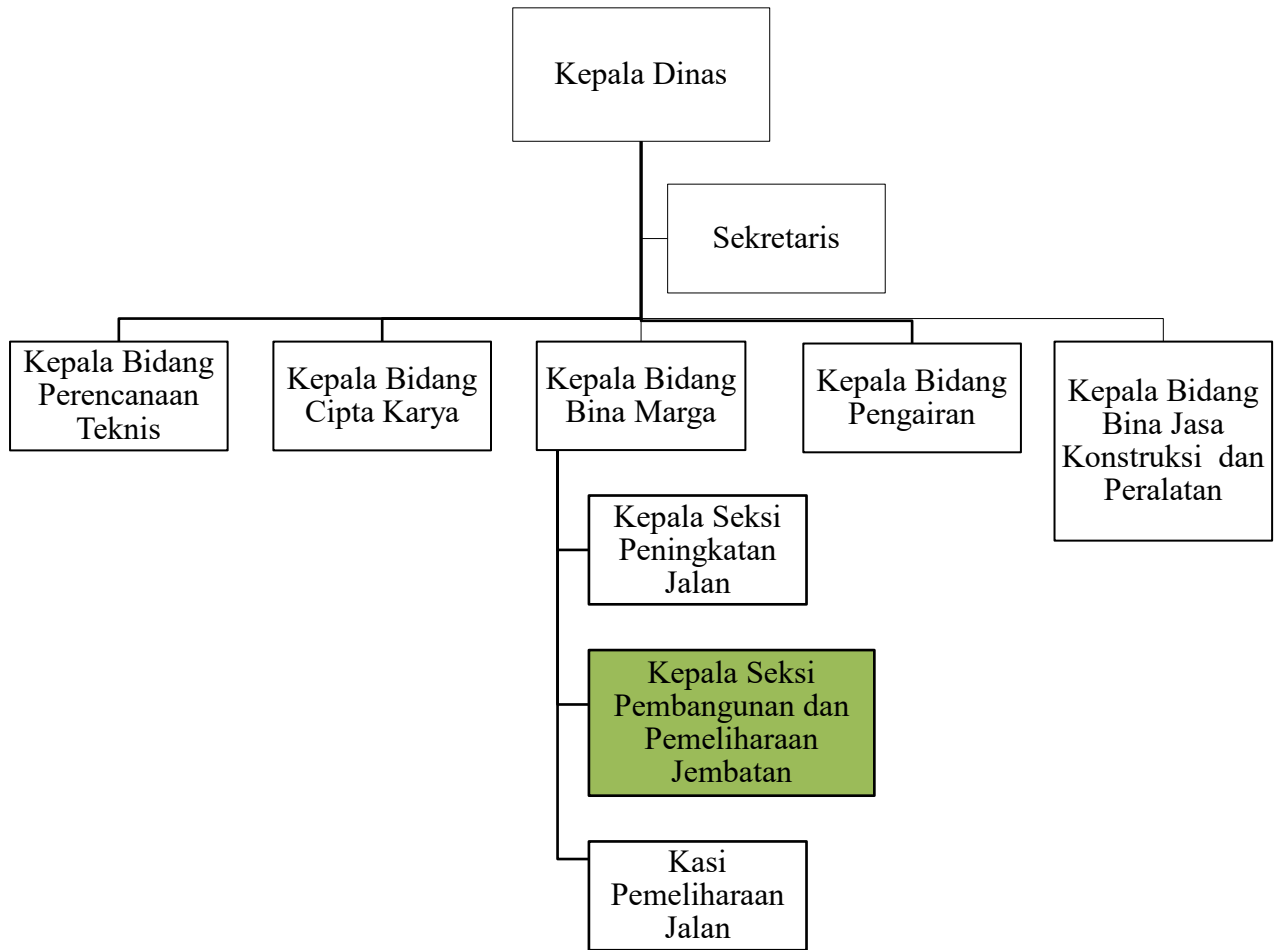 Kepala Dinas
Sekretaris
Kepala Bidang
Perencanaan
Teknis
Kepala Bidang
Cipta Karya
Kepala Bidang
Bina Marga
Kepala Bidang
Pengairan
Kepala Bidang
Bina Jasa
Konstruksi  dan
Peralatan
Kepala Seksi
Peningkatan
Jalan
Kepala Seksi
Pembangunan dan
Pemeliharaan
Jembatan
Kasi
Pemeliharaan
Jalan